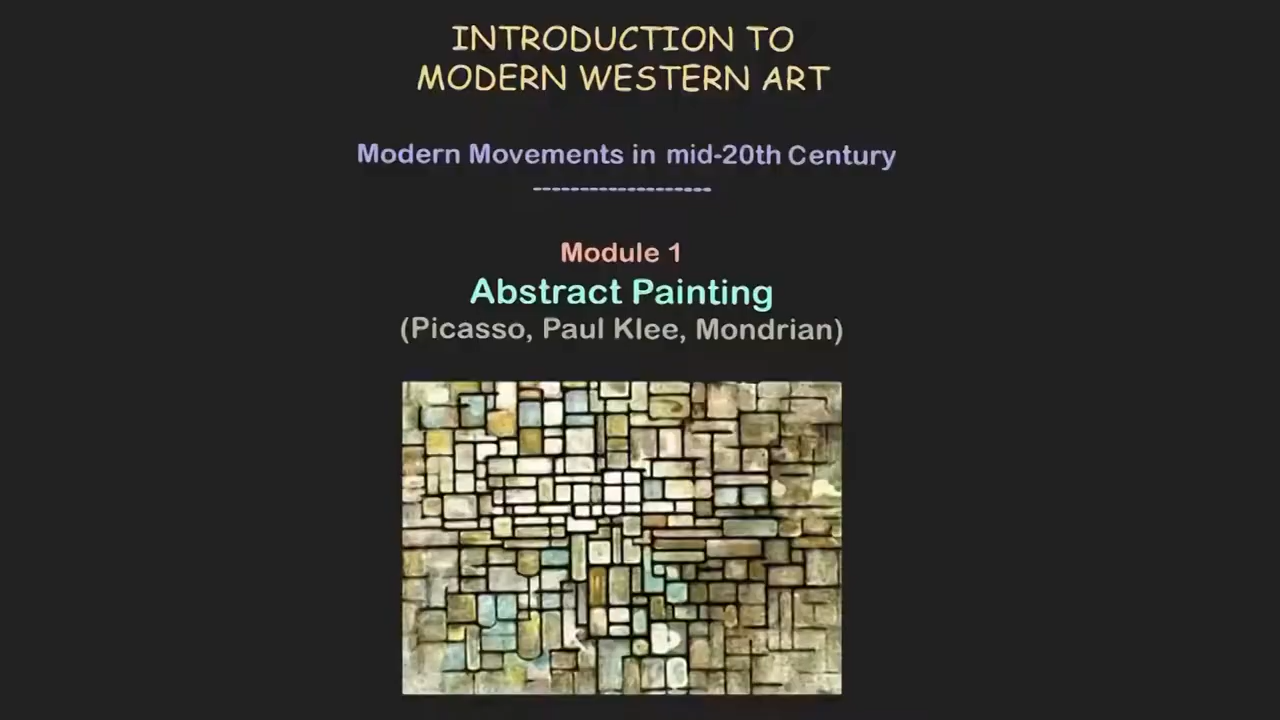 INTRODUCTION TO
MODERN WESTERN ART
Modern Movements in mid-20th Century
-------------------
Module 1
Abstract Painting
(Picasso, Paul Klee, Mondrian)